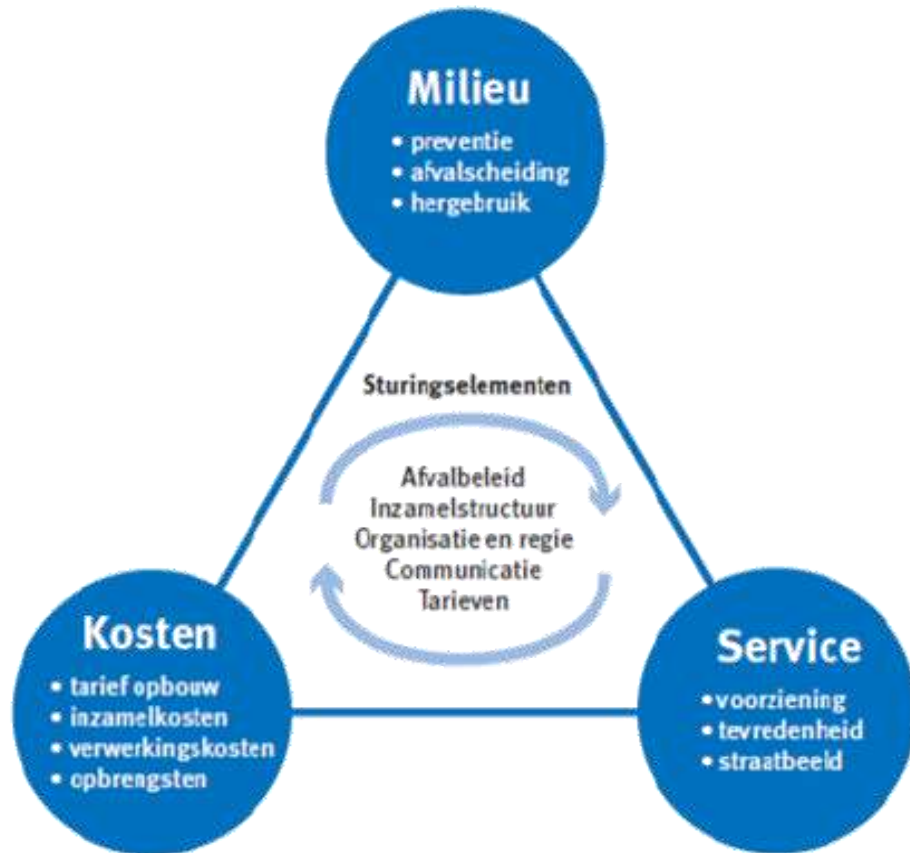 Milieu
• preventie
• afvalscheiding
• hergebruik
Sturingselementen
Afvalbeleid
Inzamelstructuur
Organisatie en regie
Communicatie
Tarieven
Kosten
• tarief opbouw
• inzamelkosten
• verwerkingskosten
• opbrengsten
Service
• voorziening
• tevredenheid
• straatbeeld